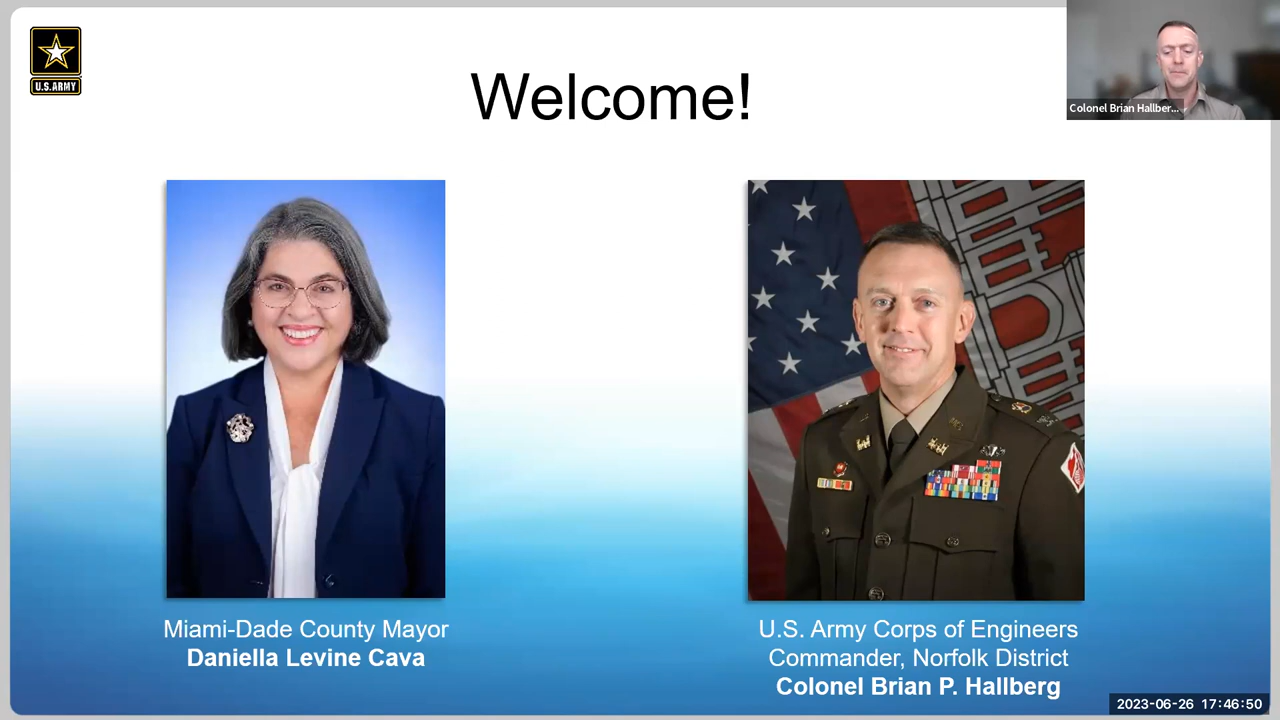 U.S. ARMY
Welcome!
Colonel Brian Hallber...
Miami-Dade County Mayor
Daniella Levine Cava
U.S. Army Corps of Engineers
Commander, Norfolk District
Colonel Brian P. Hallberg
2023-06-26 17:46:50